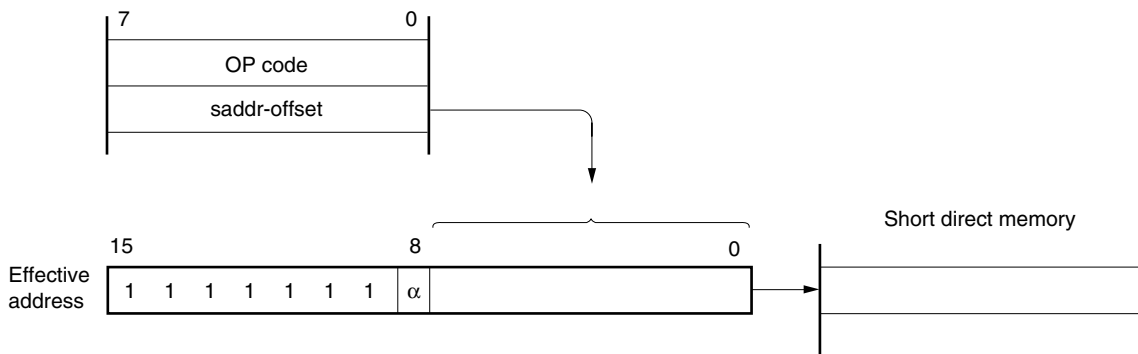 7 0
OP code
saddr-offset
Short direct memory
15 8 0
Effective
address
1 1 1 1 1 1 1 α